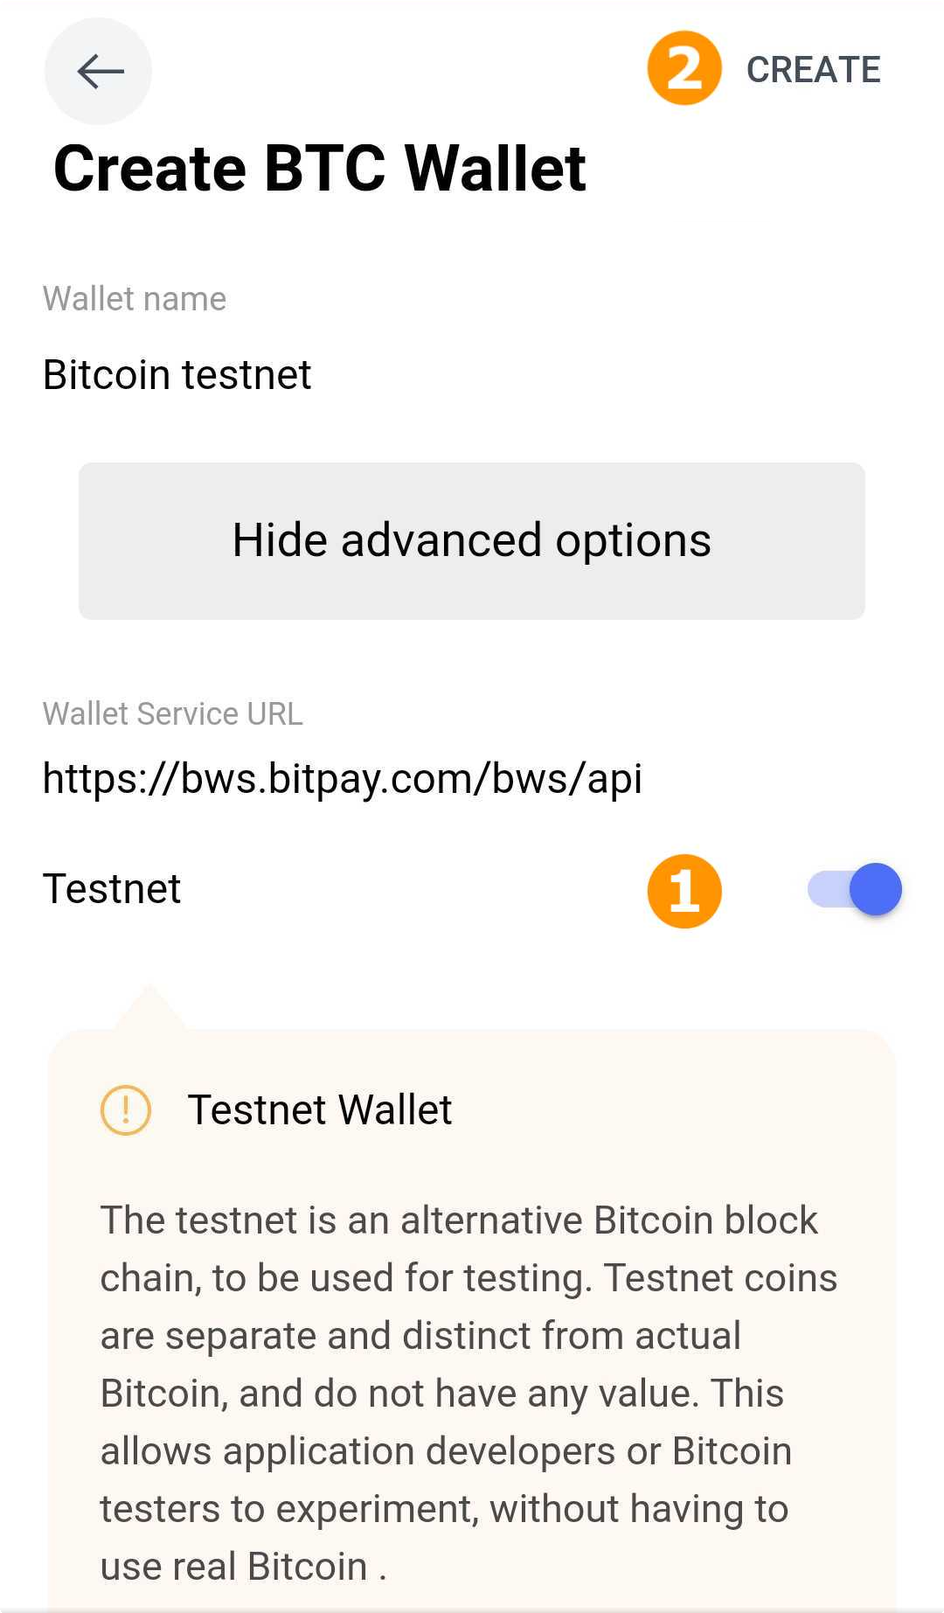 2 CREATE
Create BTC Wallet
Wallet name
Bitcoin testnet
Hide advanced options
Wallet Service URL
https://bws.bitpay.com/bws/api
Testnet 1
! Testnet Wallet
The testnet is an alternative Bitcoin block
chain, to be used for testing. Testnet coins
are separate and distinct from actual
Bitcoin, and do not have any value. This
allows application developers or Bitcoin
testers to experiment, without having to
use real Bitcoin .